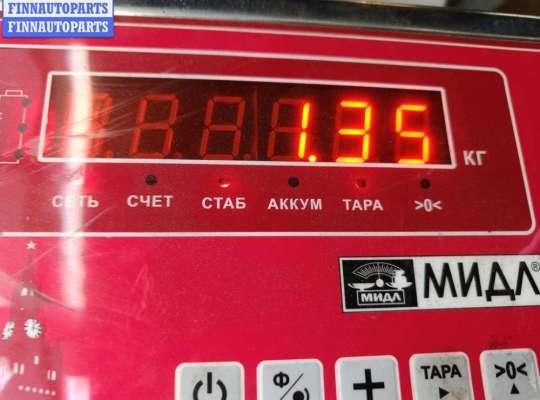 FINNAUTOPARTS
FINNAUTOPARTS
1.35 КГ
СЕТЬ СЧЕТ СТАБ АККУМ ТАРА >0<
МИДЛ МИДЛ®
Ф ТАРА >0<